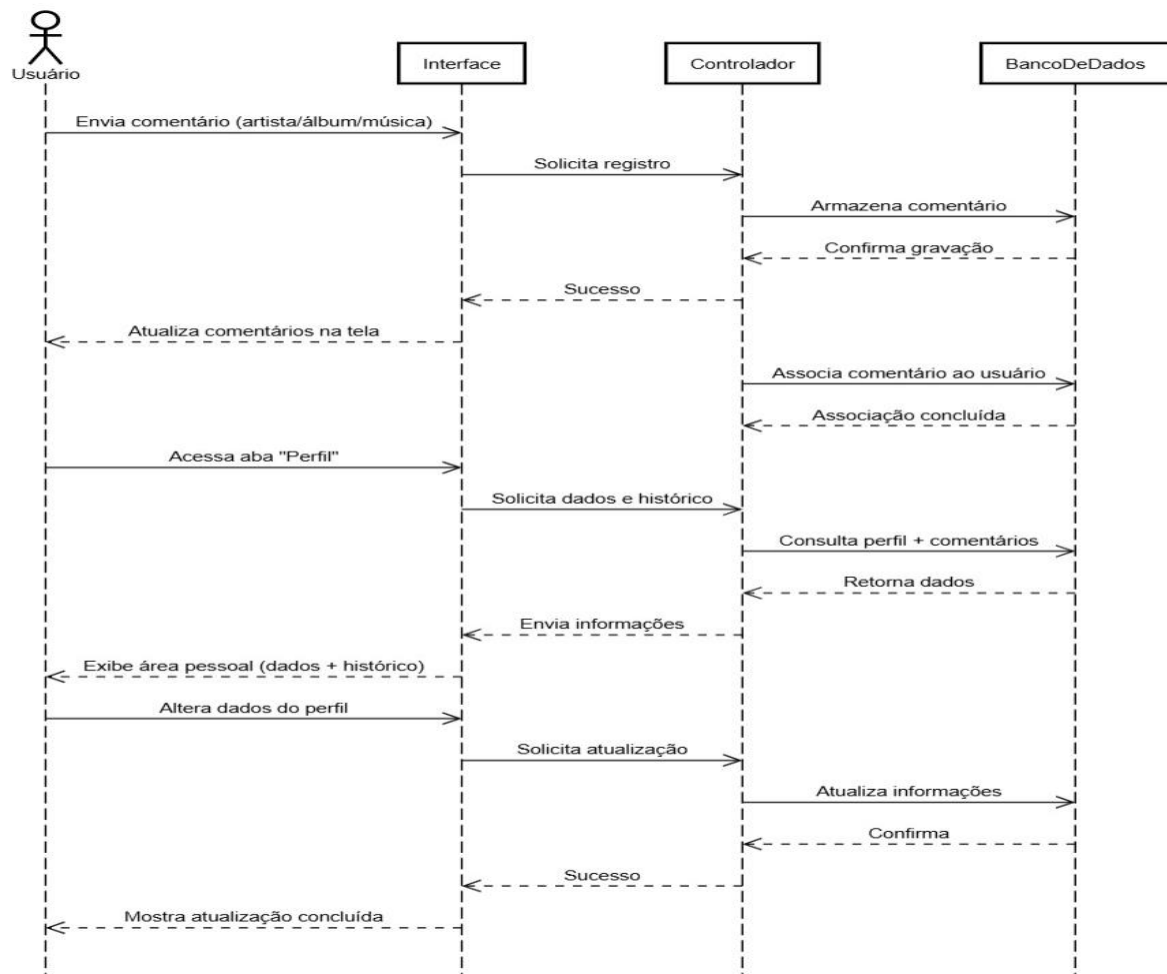 Usuário
Interface
Controlador
BancoDeDados
Envia comentário (artista/álbum/música)
Solicita registro
Armazena comentário
Confirma gravação
Sucesso
Atualiza comentários na tela
Associa comentário ao usuário
Associação concluída
Acessa aba "Perfil"
Solicita dados e histórico
Consulta perfil + comentários
Retorna dados
Envia informações
Exibe área pessoal (dados + histórico)
Altera dados do perfil
Solicita atualização
Atualiza informações
Confirma
Sucesso
Mostra atualização concluída